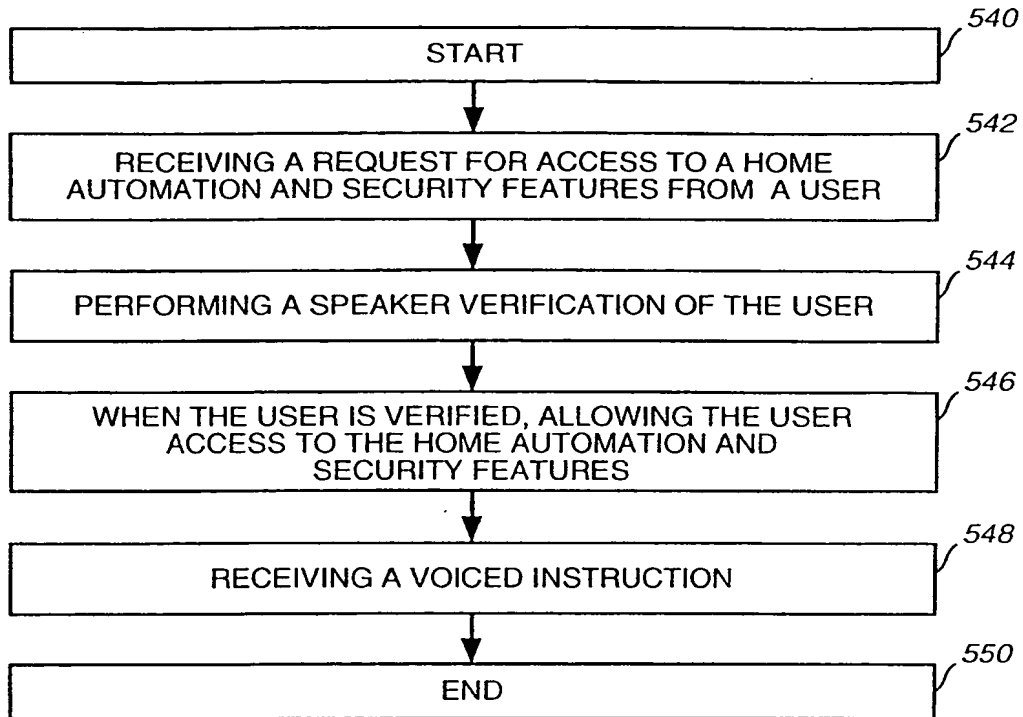 540
START
542
RECEIVING A REQUEST FOR ACCESS TO A HOME
AUTOMATION AND SECURITY FEATURES FROM A USER
544
PERFORMING A SPEAKER VERIFICATION OF THE USER
546
WHEN THE USER IS VERIFIED, ALLOWING THE USER
ACCESS TO THE HOME AUTOMATION AND
SECURITY FEATURES
548
RECEIVING A VOICED INSTRUCTION
550
END